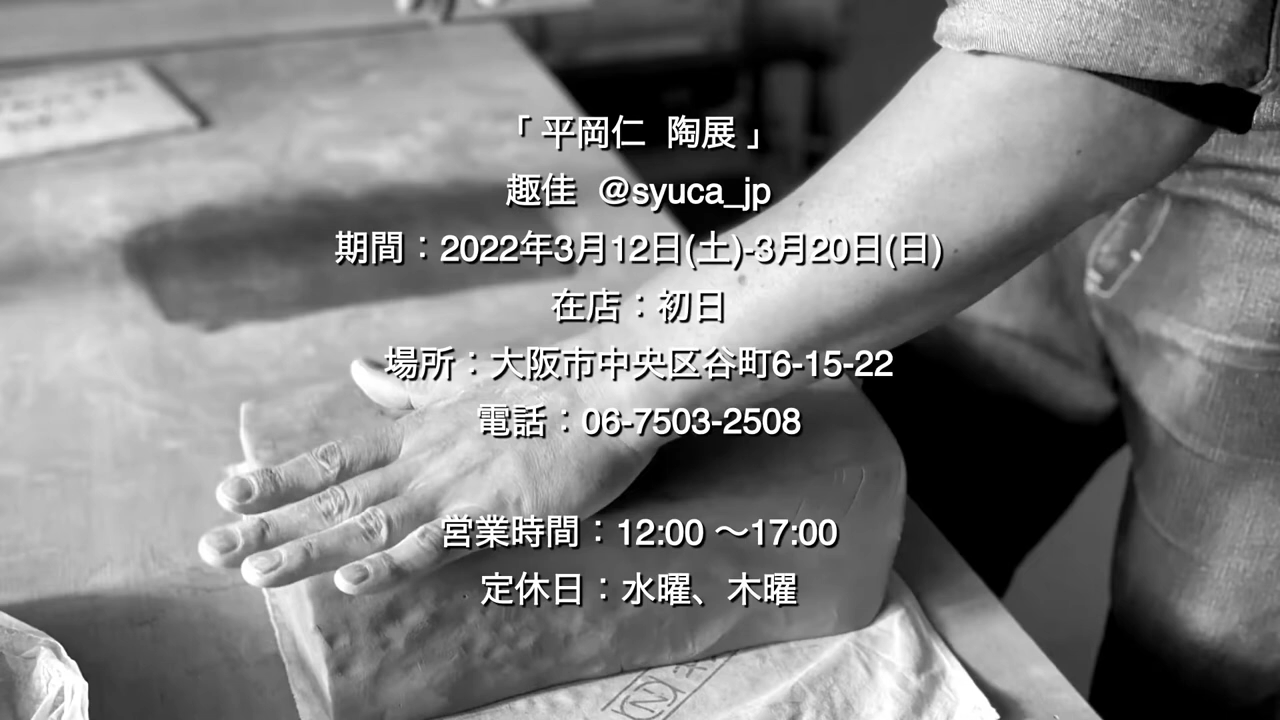 「 平岡仁 陶展 」
趣佳 @syuca_jp
期間：2022年3月12日(土)-3月20日(日)
在店：初日
場所：大阪市中央区谷町6-15-22
電話：06-7503-2508
営業時間：12:00 〜17:00
定休日：水曜、木曜